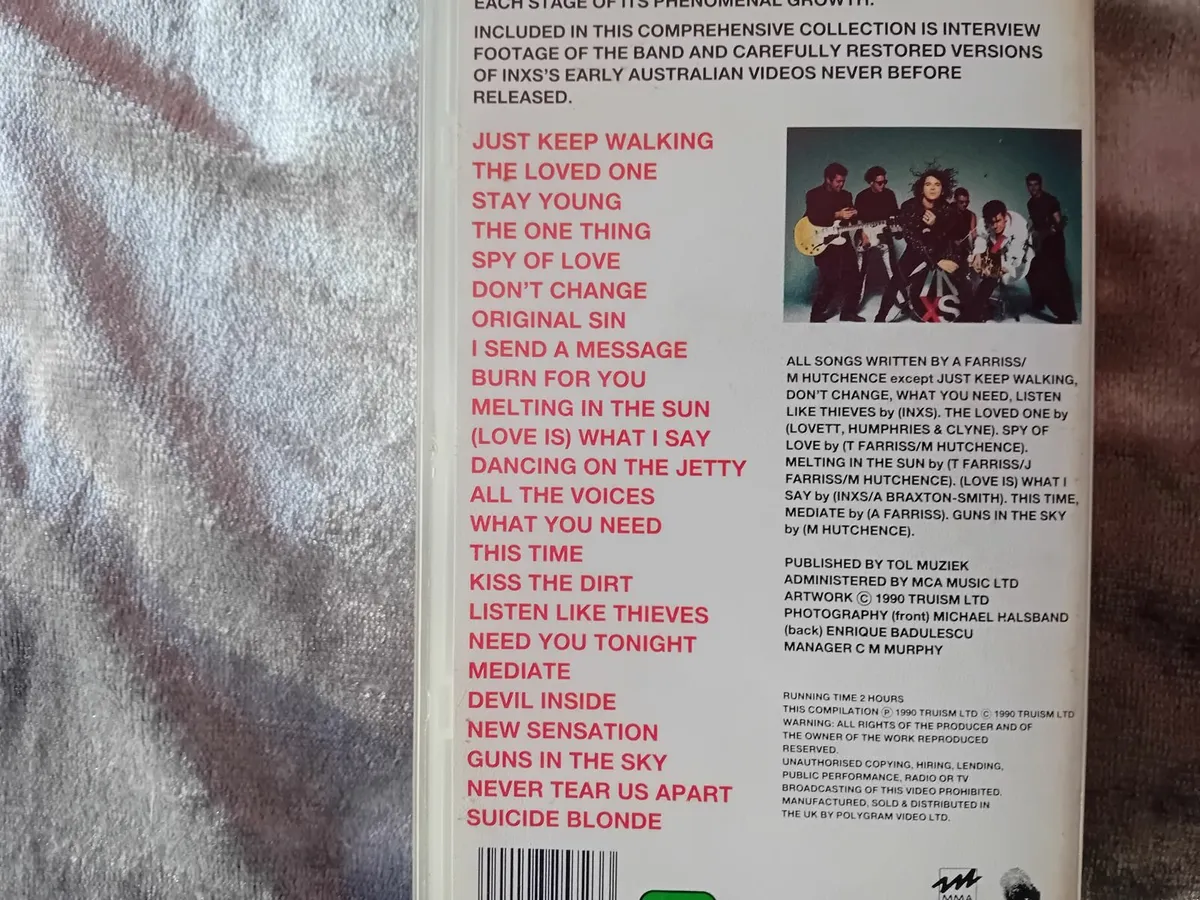 EACH STAGE OF ITS PHENOMENAL GROWTH.
INCLUDED IN THIS COMPREHENSIVE COLLECTION IS INTERVIEW
FOOTAGE OF THE BAND AND CAREFULLY RESTORED VERSIONS
OF INXS'S EARLY AUSTRALIAN VIDEOS NEVER BEFORE
RELEASED.
JUST KEEP WALKING
THE LOVED ONE
STAY YOUNG
THE ONE THING
SPY OF LOVE
DON'T CHANGE
ORIGINAL SIN
I SEND A MESSAGE
BURN FOR YOU
MELTING IN THE SUN
(LOVE IS) WHAT I SAY
DANCING ON THE JETTY
ALL THE VOICES
WHAT YOU NEED
THIS TIME
KISS THE DIRT
LISTEN LIKE THIEVES
NEED YOU TONIGHT
MEDIATE
DEVIL INSIDE
NEW SENSATION
GUNS IN THE SKY
NEVER TEAR US APART
SUICIDE BLONDE
INXS
ALL SONGS WRITTEN BY A FARRISS/
M HUTCHENCE except JUST KEEP WALKING,
DON'T CHANGE, WHAT YOU NEED, LISTEN
LIKE THIEVES by (INXS). THE LOVED ONE by
(LOVETT, HUMPHRIES & CLYNE). SPY OF
LOVE by (T FARRISS/M HUTCHENCE).
MELTING IN THE SUN by (T FARRISS/J
FARRISS/M HUTCHENCE). (LOVE IS) WHAT I
SAY by (INXS/A BRAXTON-SMITH). THIS TIME,
MEDIATE by (A FARRISS). GUNS IN THE SKY
by (M HUTCHENCE).
PUBLISHED BY TOL MUZIEK
ADMINISTERED BY MCA MUSIC LTD
ARTWORK © 1990 TRUISM LTD
PHOTOGRAPHY (front) MICHAEL HALSBAND
(back) ENRIQUE BADULESCU
MANAGER C M MURPHY
RUNNING TIME 2 HOURS
THIS COMPILATION ℗ 1990 TRUISM LTD © 1990 TRUISM LTD
WARNING: ALL RIGHTS OF THE PRODUCER AND OF
THE OWNER OF THE WORK REPRODUCED
RESERVED.
UNAUTHORISED COPYING, HIRING, LENDING,
PUBLIC PERFORMANCE, RADIO OR TV
BROADCASTING OF THIS VIDEO PROHIBITED.
MANUFACTURED, SOLD & DISTRIBUTED IN
THE UK BY POLYGRAM VIDEO LTD.
MMA